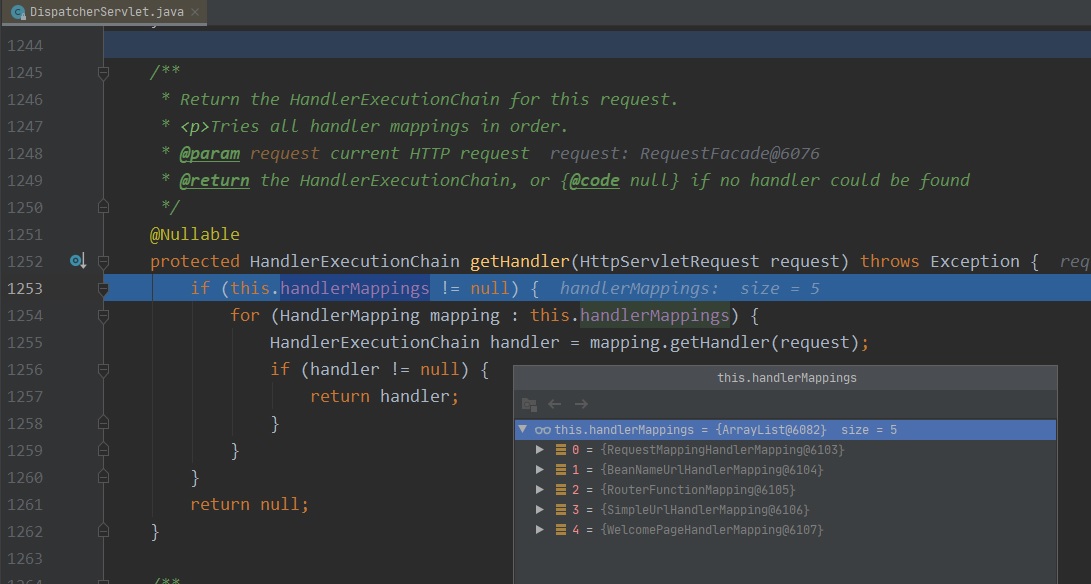 DispatcherServlet.java ×
1244
1245 /**
1246 * Return the HandlerExecutionChain for this request.
1247 * <p>Tries all handler mappings in order.
1248 * @param request current HTTP request request: RequestFacade@6076
1249 * @return the HandlerExecutionChain, or {@code null} if no handler could be found
1250 */
1251 @Nullable
1252 protected HandlerExecutionChain getHandler(HttpServletRequest request) throws Exception { req
1253 if (this.handlerMappings != null) { handlerMappings: size = 5
1254 for (HandlerMapping mapping : this.handlerMappings) {
1255 HandlerExecutionChain handler = mapping.getHandler(request);
1256 if (handler != null) {
1257 return handler;
1258 }
1259 }
1260 }
1261 return null;
1262 }
1263
1264 /**
this.handlerMappings
this.handlerMappings = {ArrayList@6082} size = 5
0 = {RequestMappingHandlerMapping@6103}
1 = {BeanNameUrlHandlerMapping@6104}
2 = {RouterFunctionMapping@6105}
3 = {SimpleUrlHandlerMapping@6106}
4 = {WelcomePageHandlerMapping@6107}